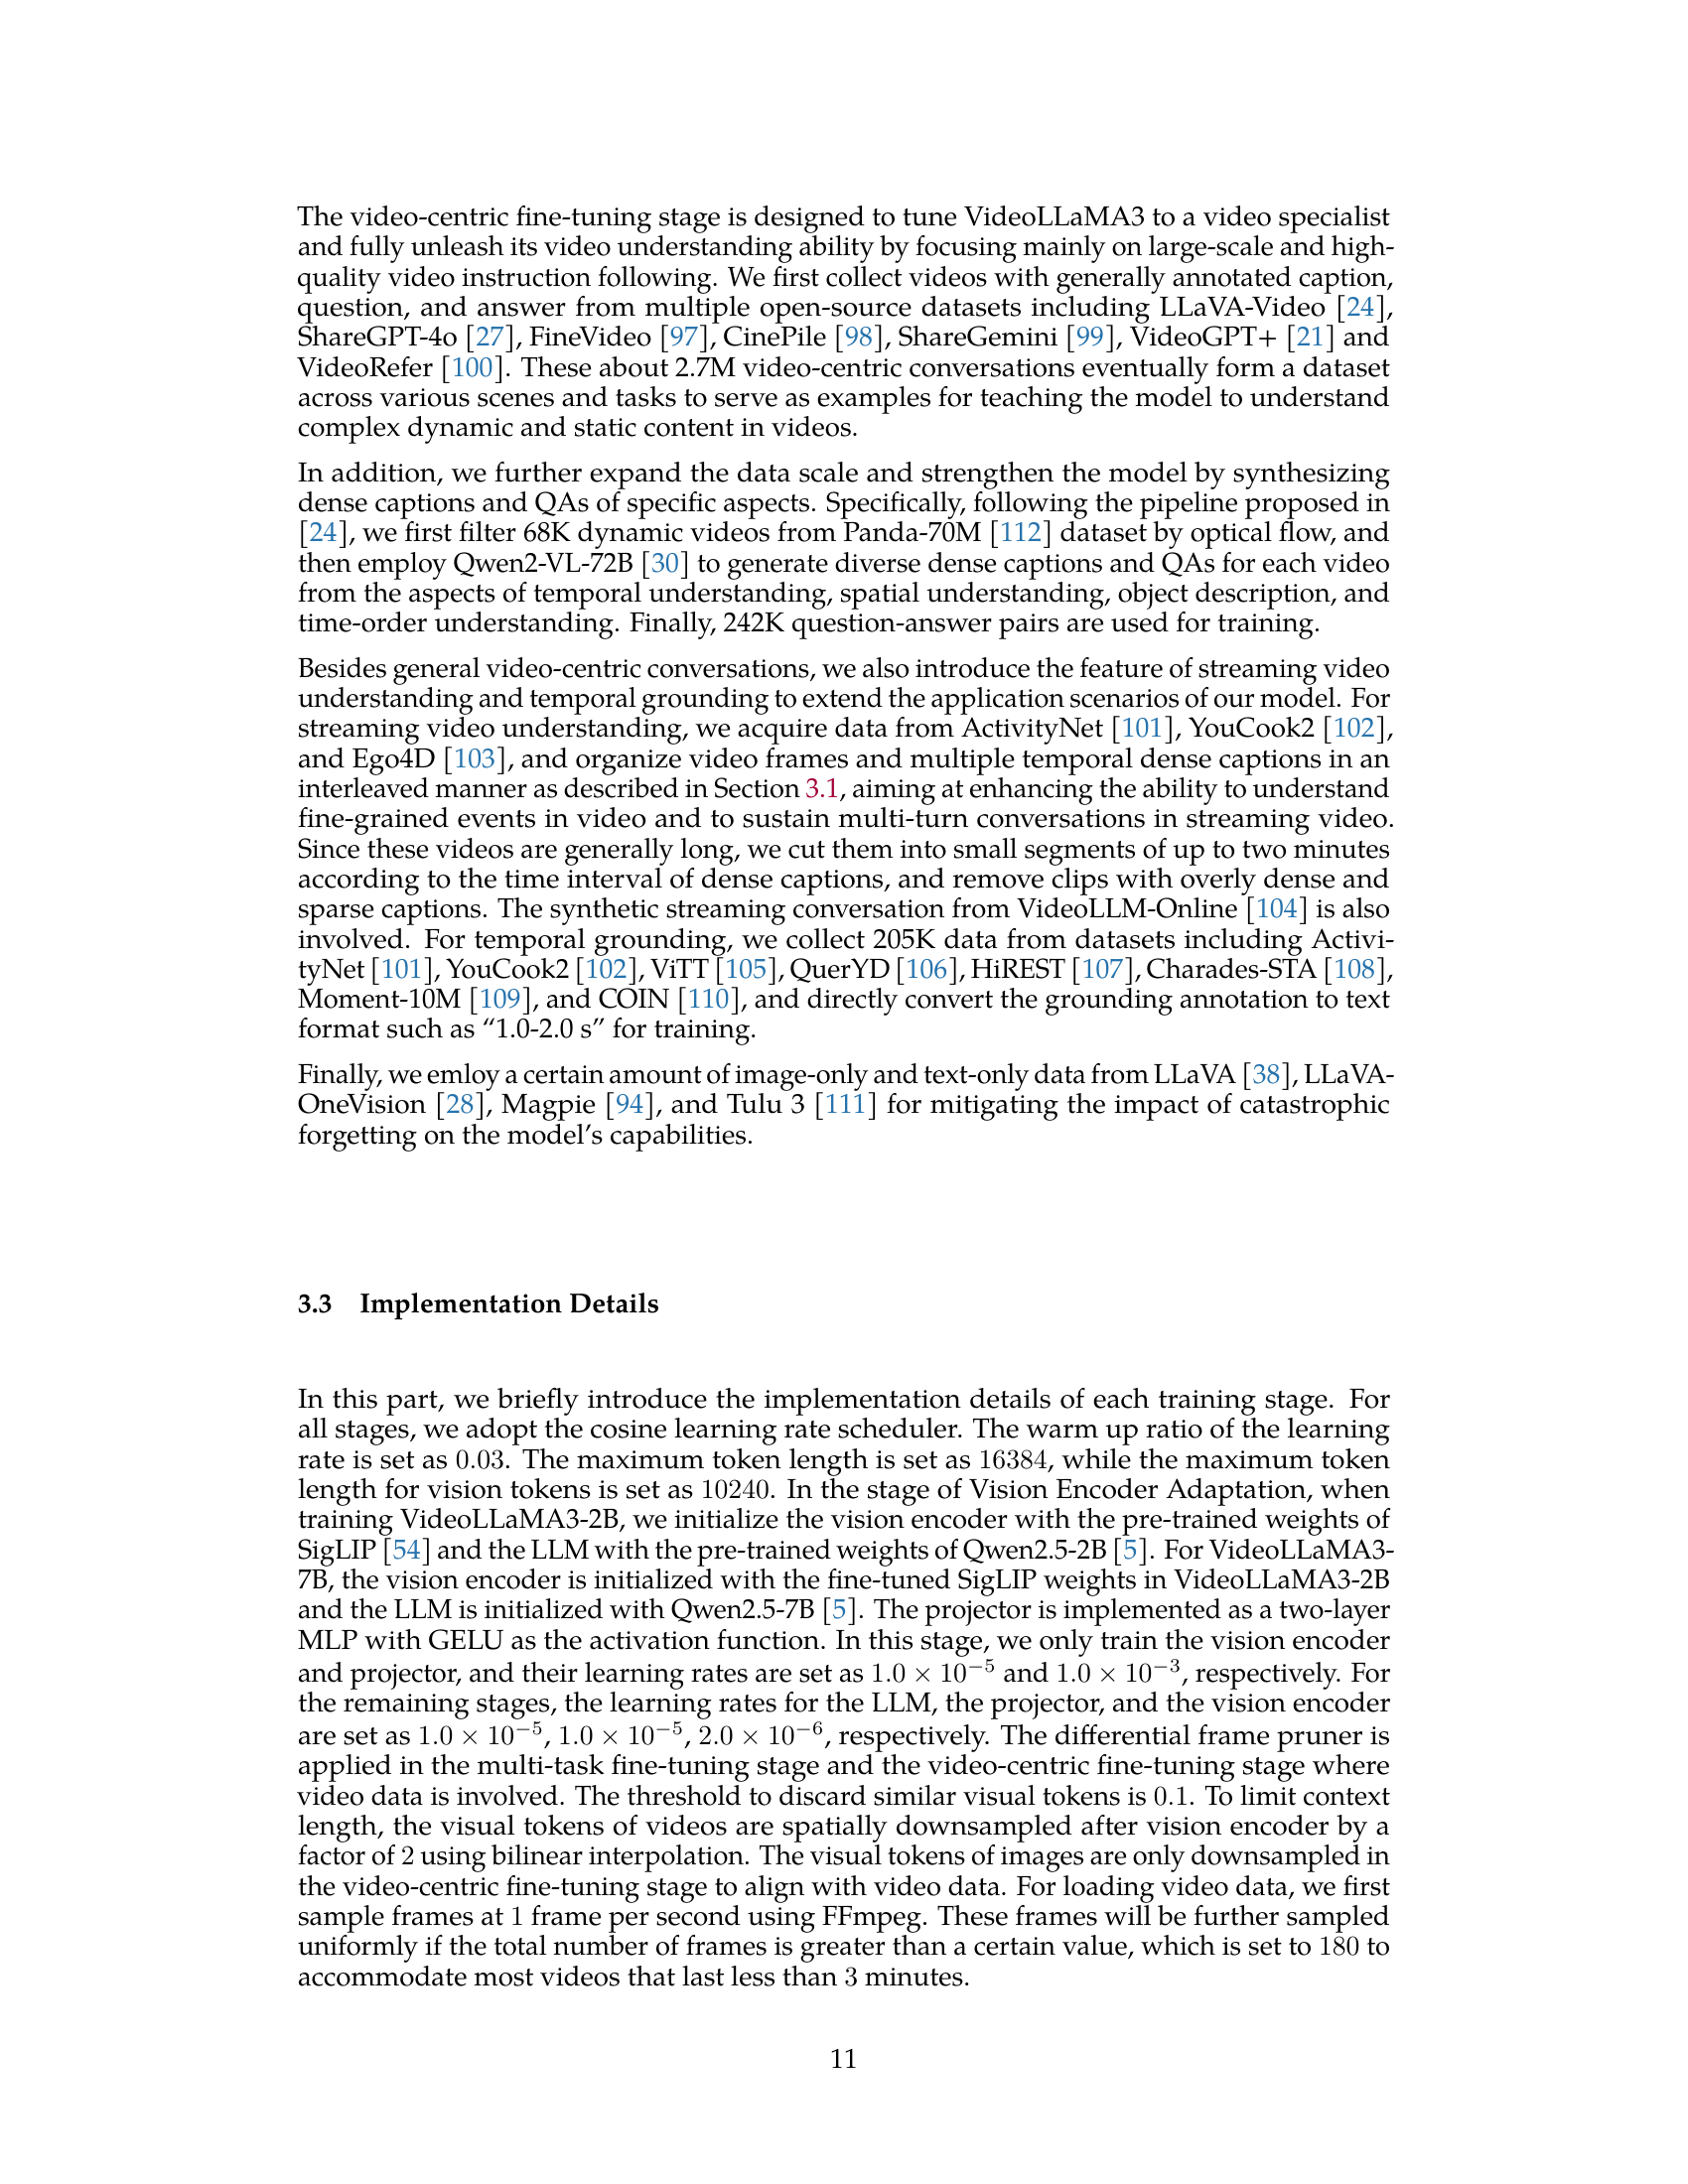 The video-centric fine-tuning stage is designed to tune VideoLLaMA3 to a video specialist
and fully unleash its video understanding ability by focusing mainly on large-scale and high-
quality video instruction following. We first collect videos with generally annotated caption,
question, and answer from multiple open-source datasets including LLaVA-Video [24],
ShareGPT-4o [27], FineVideo [97], CinePile [98], ShareGemini [99], VideoGPT+ [21] and
VideoRefer [100]. These about 2.7M video-centric conversations eventually form a dataset
across various scenes and tasks to serve as examples for teaching the model to understand
complex dynamic and static content in videos.
In addition, we further expand the data scale and strengthen the model by synthesizing
dense captions and QAs of specific aspects. Specifically, following the pipeline proposed in
[24], we first filter 68K dynamic videos from Panda-70M [112] dataset by optical flow, and
then employ Qwen2-VL-72B [30] to generate diverse dense captions and QAs for each video
from the aspects of temporal understanding, spatial understanding, object description, and
time-order understanding. Finally, 242K question-answer pairs are used for training.
Besides general video-centric conversations, we also introduce the feature of streaming video
understanding and temporal grounding to extend the application scenarios of our model. For
streaming video understanding, we acquire data from ActivityNet [101], YouCook2 [102],
and Ego4D [103], and organize video frames and multiple temporal dense captions in an
interleaved manner as described in Section 3.1, aiming at enhancing the ability to understand
fine-grained events in video and to sustain multi-turn conversations in streaming video.
Since these videos are generally long, we cut them into small segments of up to two minutes
according to the time interval of dense captions, and remove clips with overly dense and
sparse captions. The synthetic streaming conversation from VideoLLM-Online [104] is also
involved. For temporal grounding, we collect 205K data from datasets including Activi-
tyNet [101], YouCook2 [102], ViTT [105], QuerYD [106], HiREST [107], Charades-STA [108],
Moment-10M [109], and COIN [110], and directly convert the grounding annotation to text
format such as “1.0-2.0 s” for training.
Finally, we emloy a certain amount of image-only and text-only data from LLaVA [38], LLaVA-
OneVision [28], Magpie [94], and Tulu 3 [111] for mitigating the impact of catastrophic
forgetting on the model’s capabilities.
3.3 Implementation Details
In this part, we briefly introduce the implementation details of each training stage. For
all stages, we adopt the cosine learning rate scheduler. The warm up ratio of the learning
rate is set as 0.03. The maximum token length is set as 16384, while the maximum token
length for vision tokens is set as 10240. In the stage of Vision Encoder Adaptation, when
training VideoLLaMA3-2B, we initialize the vision encoder with the pre-trained weights of
SigLIP [54] and the LLM with the pre-trained weights of Qwen2.5-2B [5]. For VideoLLaMA3-
7B, the vision encoder is initialized with the fine-tuned SigLIP weights in VideoLLaMA3-2B
and the LLM is initialized with Qwen2.5-7B [5]. The projector is implemented as a two-layer
MLP with GELU as the activation function. In this stage, we only train the vision encoder
and projector, and their learning rates are set as 1.0 × 10⁻⁵ and 1.0 × 10⁻³, respectively. For
the remaining stages, the learning rates for the LLM, the projector, and the vision encoder
are set as 1.0 × 10⁻⁵, 1.0 × 10⁻⁵, 2.0 × 10⁻⁶, respectively. The differential frame pruner is
applied in the multi-task fine-tuning stage and the video-centric fine-tuning stage where
video data is involved. The threshold to discard similar visual tokens is 0.1. To limit context
length, the visual tokens of videos are spatially downsampled after vision encoder by a
factor of 2 using bilinear interpolation. The visual tokens of images are only downsampled in
the video-centric fine-tuning stage to align with video data. For loading video data, we first
sample frames at 1 frame per second using FFmpeg. These frames will be further sampled
uniformly if the total number of frames is greater than a certain value, which is set to 180 to
accommodate most videos that last less than 3 minutes.
11